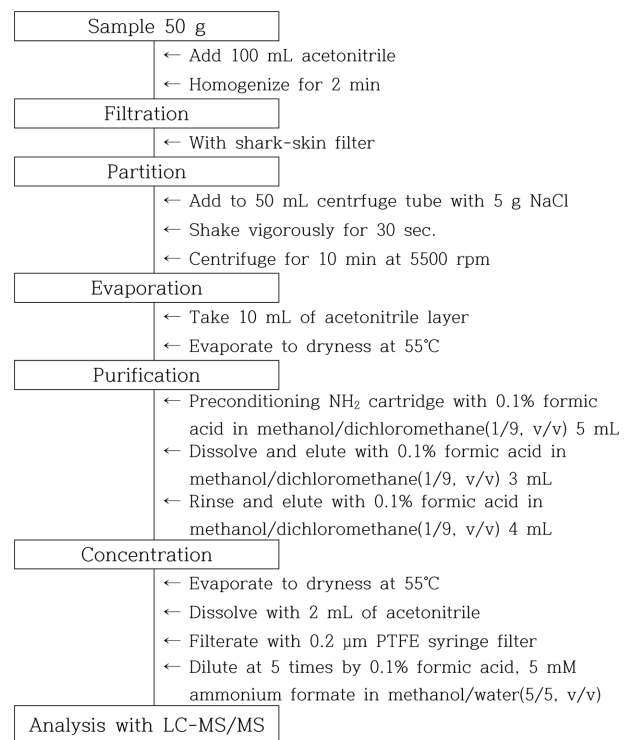 Sample 50 g
← Add 100 mL acetonitrile
← Homogenize for 2 min
Filtration
← With shark-skin filter
Partition
← Add to 50 mL centrfuge tube with 5 g NaCl
← Shake vigorously for 30 sec.
← Centrifuge for 10 min at 5500 rpm
Evaporation
← Take 10 mL of acetonitrile layer
← Evaporate to dryness at 55℃
Purification
← Preconditioning NH₂ cartridge with 0.1% formic
acid in methanol/dichloromethane(1/9, v/v) 5 mL
← Dissolve and elute with 0.1% formic acid in
methanol/dichloromethane(1/9, v/v) 3 mL
← Rinse and elute with 0.1% formic acid in
methanol/dichloromethane(1/9, v/v) 4 mL
Concentration
← Evaporate to dryness at 55℃
← Dissolve with 2 mL of acetonitrile
← Filterate with 0.2 μm PTFE syringe filter
← Dilute at 5 times by 0.1% formic acid, 5 mM
ammonium formate in methanol/water(5/5, v/v)
Analysis with LC-MS/MS